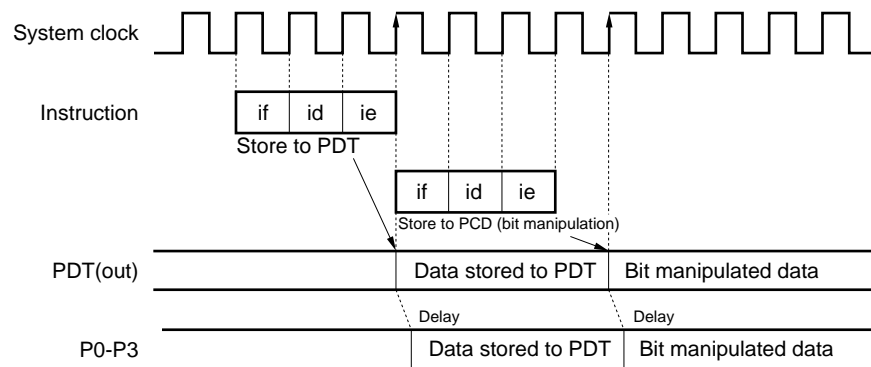 System clock
Instruction
if id ie
Store to PDT
if id ie
Store to PCD (bit manipulation)
PDT(out)
Data stored to PDT
Bit manipulated data
Delay
Delay
P0-P3
Data stored to PDT
Bit manipulated data